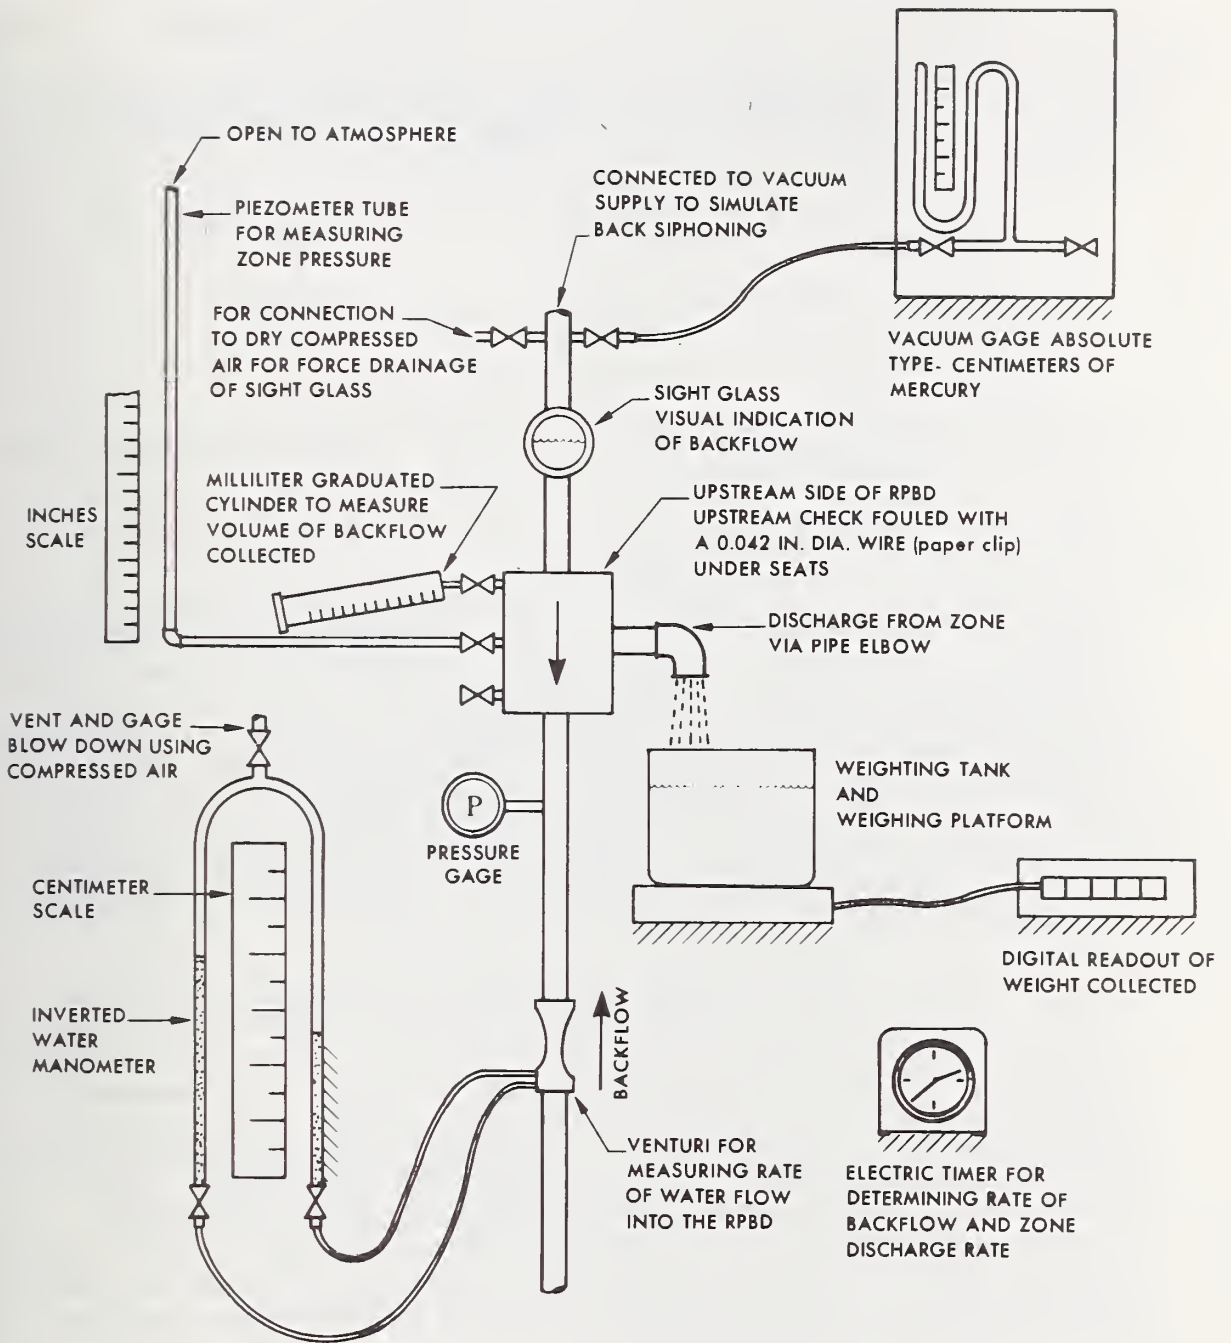 OPEN TO ATMOSPHERE
PIEZOMETER TUBE
FOR MEASURING
ZONE PRESSURE
CONNECTED TO VACUUM
SUPPLY TO SIMULATE
BACK SIPHONING
FOR CONNECTION
TO DRY COMPRESSED
AIR FOR FORCE DRAINAGE
OF SIGHT GLASS
VACUUM GAGE ABSOLUTE
TYPE- CENTIMETERS OF
MERCURY
SIGHT GLASS
VISUAL INDICATION
OF BACKFLOW
MILLILITER GRADUATED
CYLINDER TO MEASURE
VOLUME OF BACKFLOW
COLLECTED
INCHES
SCALE
UPSTREAM SIDE OF RPBD
UPSTREAM CHECK FOULED WITH
A 0.042 IN. DIA. WIRE (paper clip)
UNDER SEATS
DISCHARGE FROM ZONE
VIA PIPE ELBOW
VENT AND GAGE
BLOW DOWN USING
COMPRESSED AIR
P
PRESSURE
GAGE
WEIGHTING TANK
AND
WEIGHING PLATFORM
CENTIMETER
SCALE
DIGITAL READOUT OF
WEIGHT COLLECTED
INVERTED
WATER
MANOMETER
BACKFLOW
VENTURI FOR
MEASURING RATE
OF WATER FLOW
INTO THE RPBD
ELECTRIC TIMER FOR
DETERMINING RATE OF
BACKFLOW AND ZONE
DISCHARGE RATE